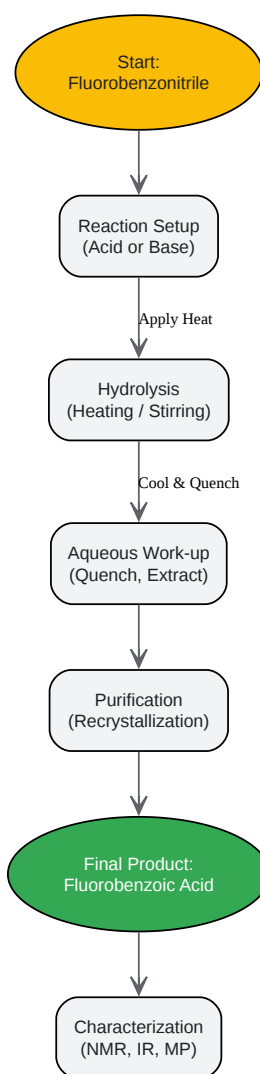 Start:
Fluorobenzonitrile
Reaction Setup
(Acid or Base)
Apply Heat
Hydrolysis
(Heating / Stirring)
Cool & Quench
Aqueous Work-up
(Quench, Extract)
Purification
(Recrystallization)
Final Product:
Fluorobenzoic Acid
Characterization
(NMR, IR, MP)